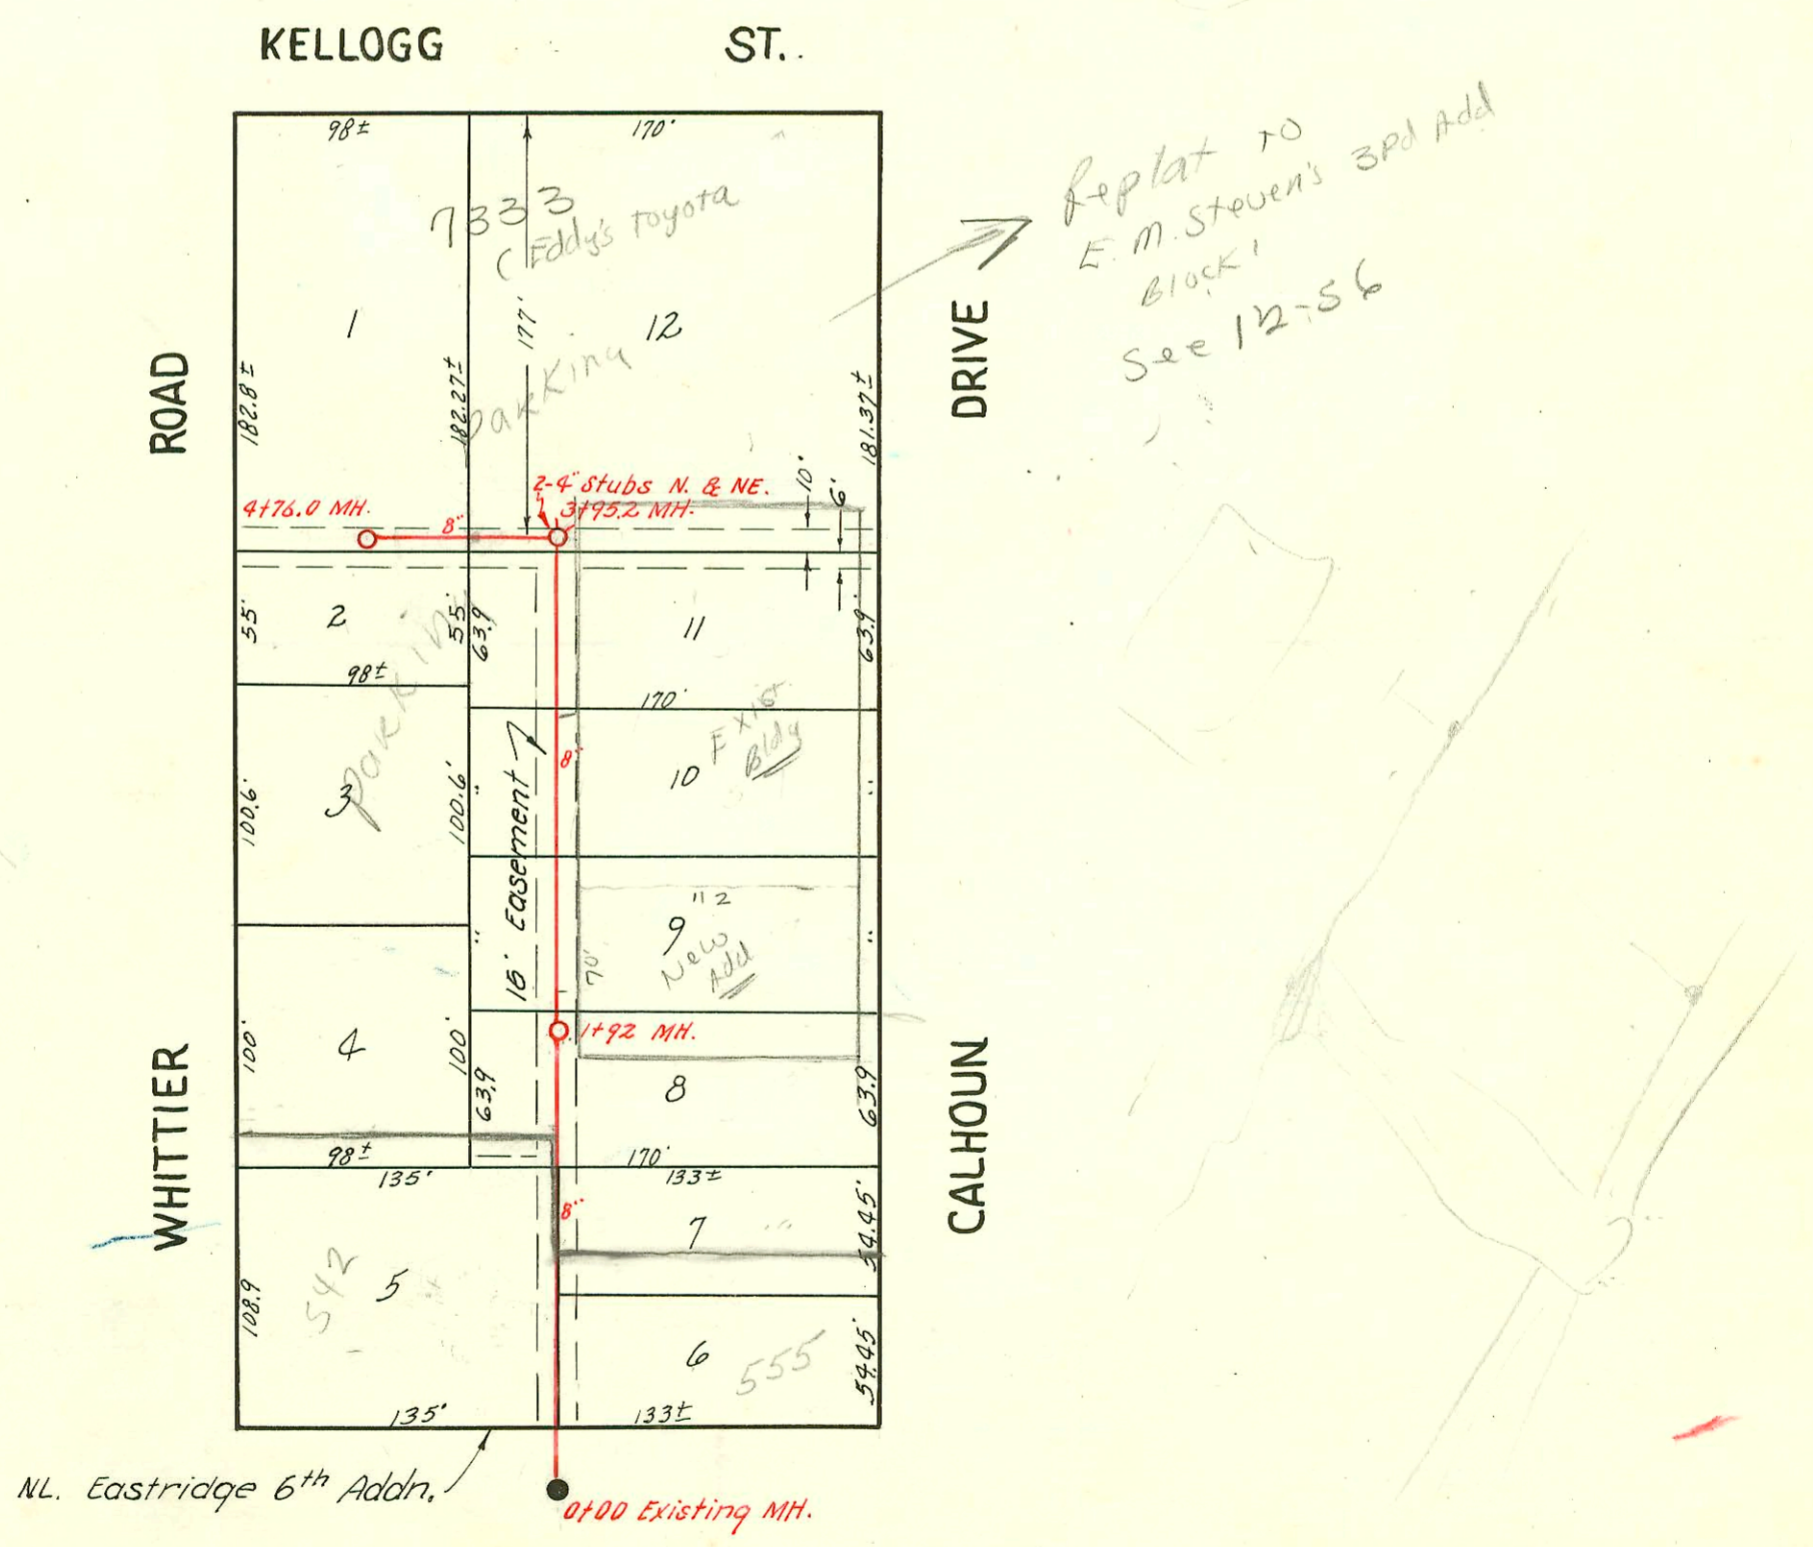 KELLOGG ST.
98±
170'
7333
(Eddy's Toyota
Replat TO
E. M. Steven's 3rd Add
Block 1
See 12-56
177'
1
12
parking
ROAD
DRIVE
182.8±
182.27±
181.37±
2-4" Stubs N. & NE.
10'
6'
4+76.0 MH.
3+95.2 MH.
8"
2
55'
55'
63.9
11
63.9'
98±
170'
parking
Exist
Bldg
8"
3
10
100.6'
100.6'
"
"
16' Easement
"2
9
New
Add
"
"
70'
1+92 MH.
4
100'
100'
63.9
8
63.9'
WHITTIER
CALHOUN
98±
170'
135'
133±
8"
7
54.45'
542
5
108.9
6
555
54.45'
135'
133±
NL. Eastridge 6th Addn.
0+00 Existing MH.